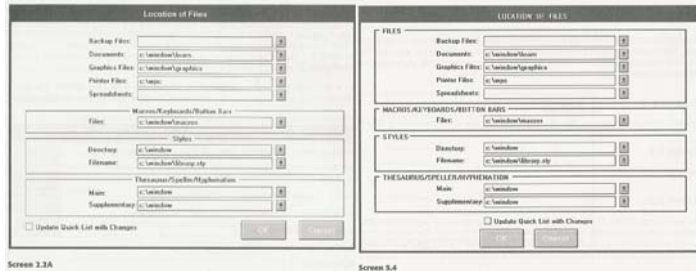 Location of Files
Backup Files:
Documents: c:\window\learn
Graphics Files: c:\window\graphics
Printer Files: c:\wpc
Spreadsheets:
Macros/Keyboards/Button Bars
Files: c:\window\macros
Styles
Directory: c:\window
Filename: c:\window\library.sty
Thesaurus/Speller/Hyphenation
Main: c:\window
Supplementary: c:\window
Update Quick List with Changes
OK Cancel
Screen 2.2A
LOCATION OF FILES
FILES
Backup Files:
Documents: c:\window\learn
Graphics Files: c:\window\graphics
Printer Files: c:\wpc
Spreadsheets:
MACROS/KEYBOARDS/BUTTON BARS
Files: c:\window\macros
STYLES
Directory: c:\window
Filename: c:\window\library.sty
THESAURUS/SPELLER/HYPHENATION
Main: c:\window
Supplementary: c:\window
Update Quick List with Changes
OK Cancel
Screen 5.4